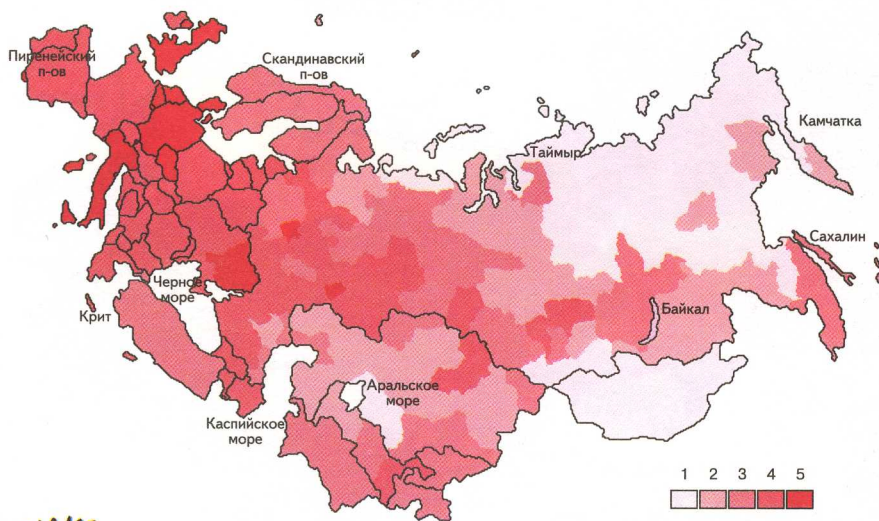 Пиренейский
п-ов
Скандинавский
п-ов
Камчатка
Таймыр
Сахалин
Черное
море
Крит
Байкал
Аральское
море
Каспийское
море
1 2 3 4 5